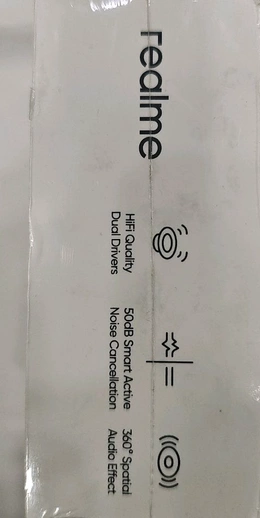 realme
HiFi Quality
Dual Drivers
50dB Smart Active
Noise Cancellation
360° Spatial
Audio Effect